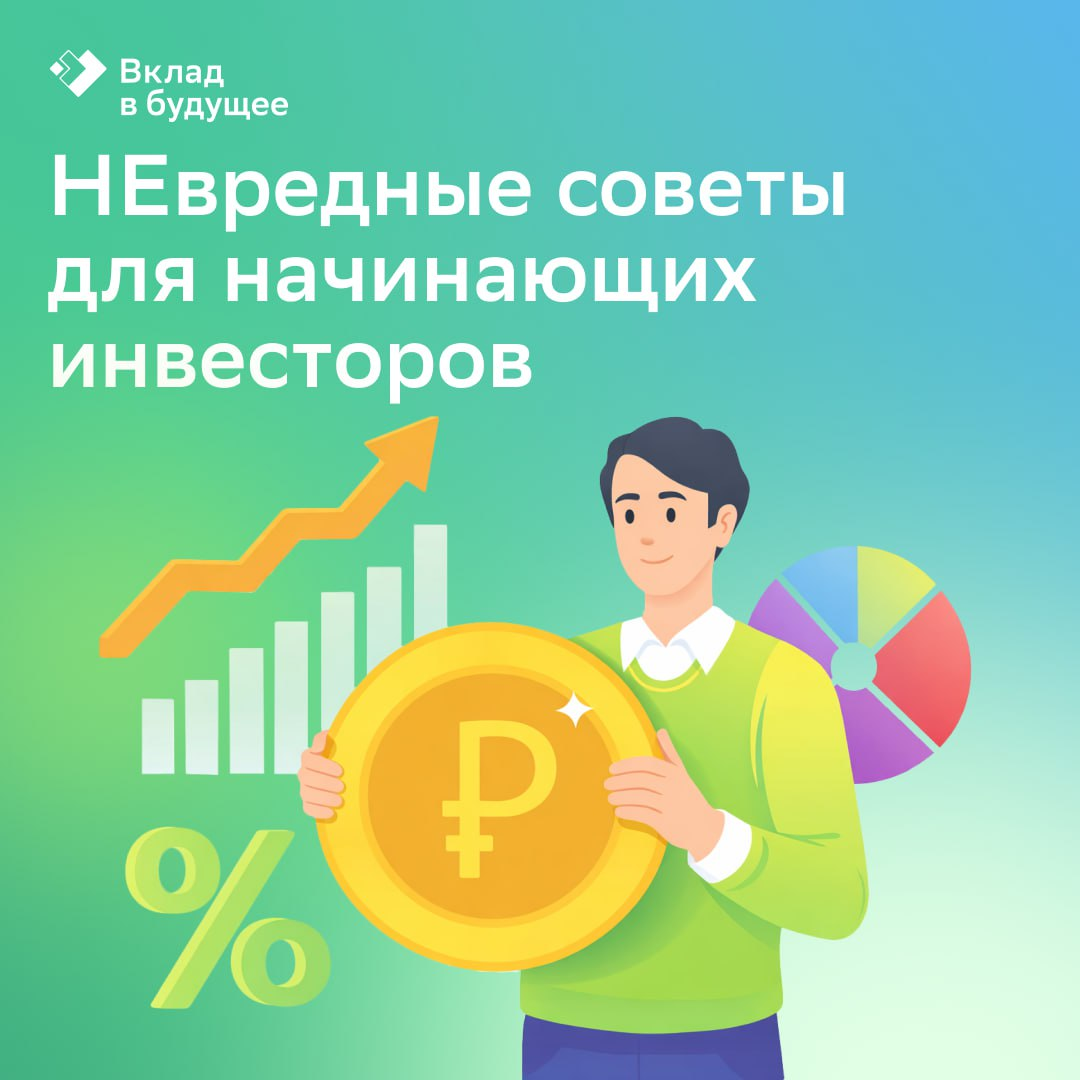 Вклад
в будущее
НЕвредные советы
для начинающих
инвесторов
₽
%